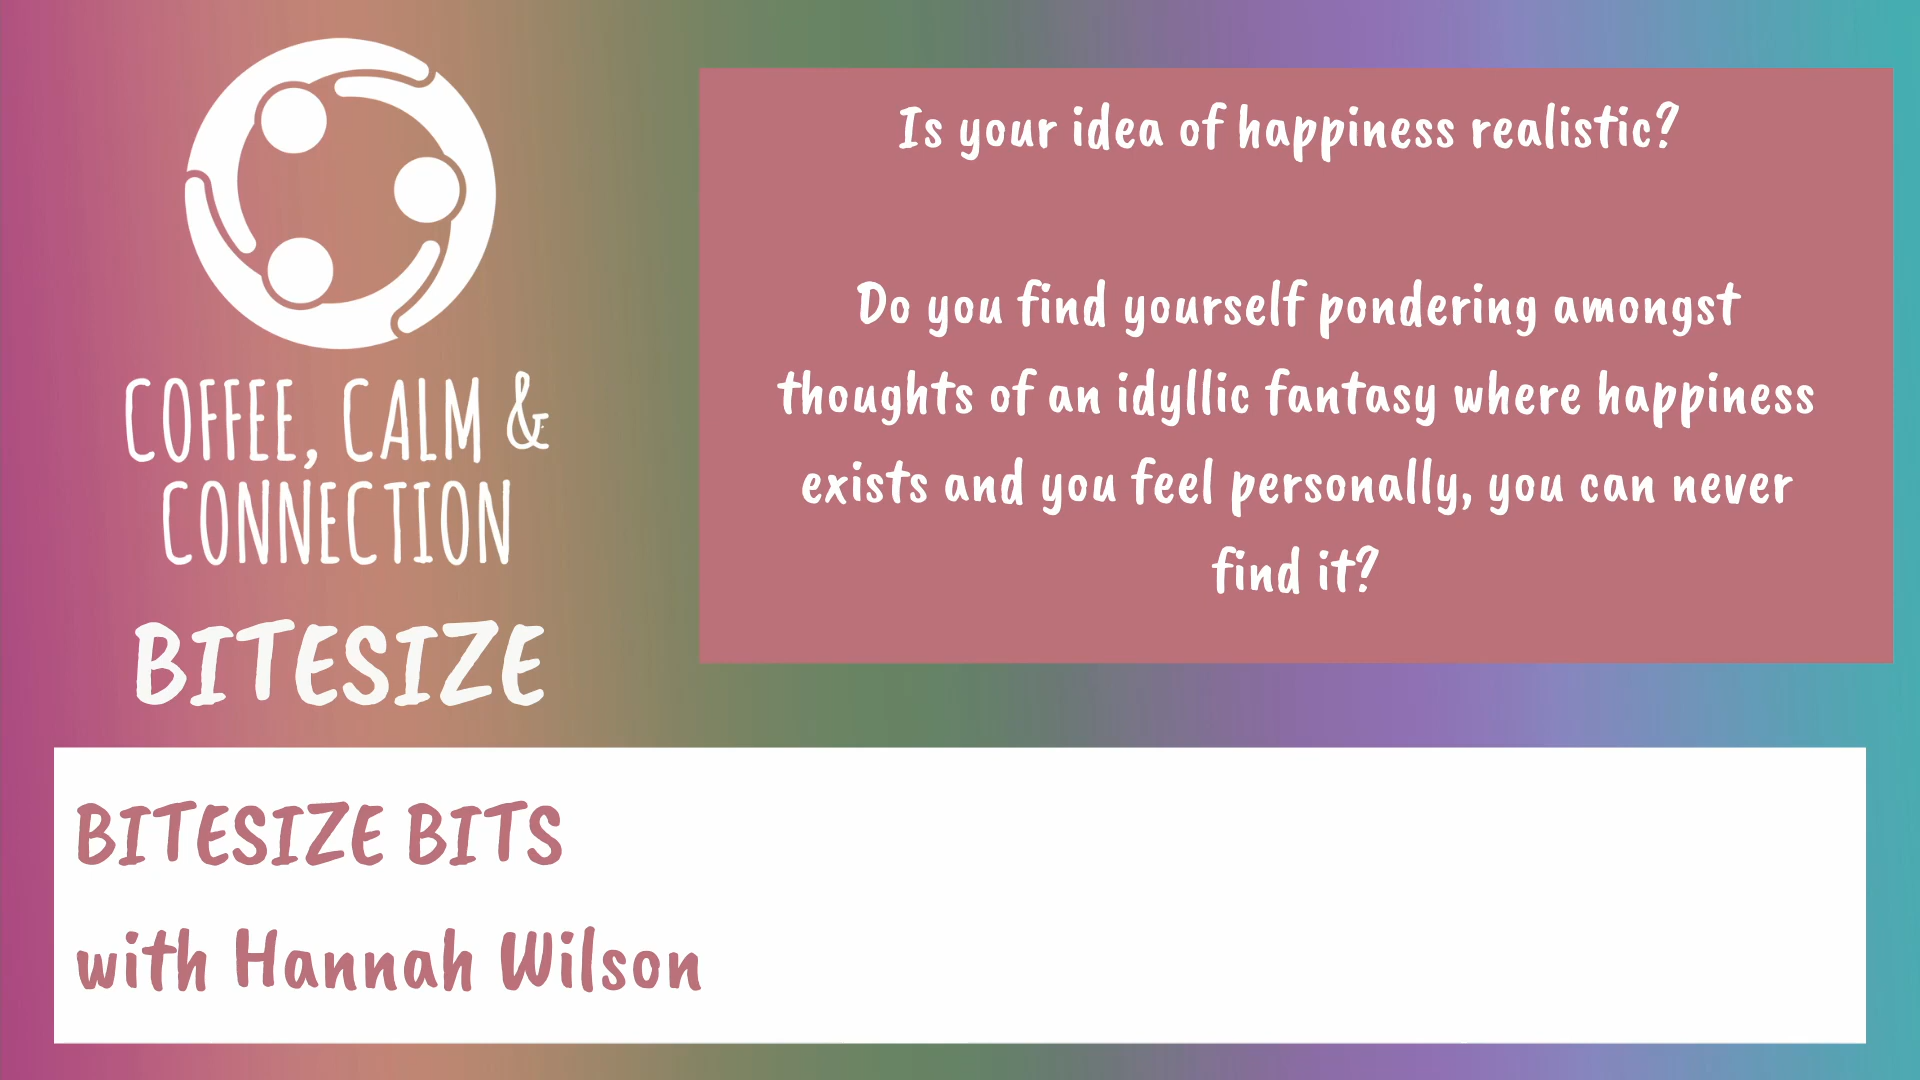 COFFEE, CALM &
CONNECTION
BITESIZE
Is your idea of happiness realistic?
Do you find yourself pondering amongst
thoughts of an idyllic fantasy where happiness
exists and you feel personally, you can never
find it?
BITESIZE BITS
with Hannah Wilson